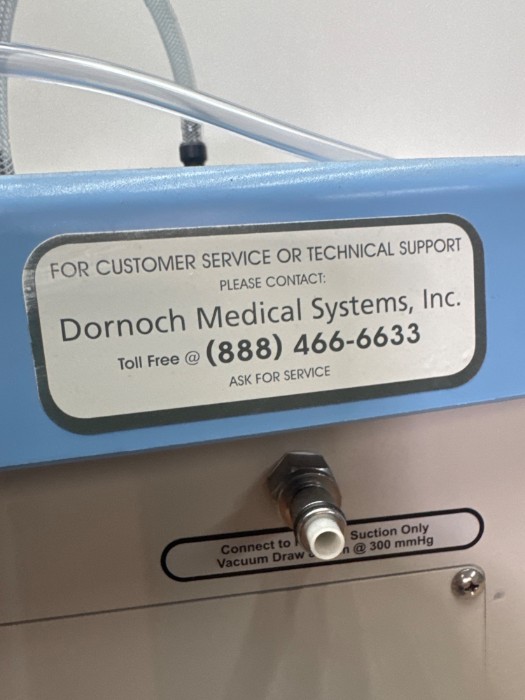 FOR CUSTOMER SERVICE OR TECHNICAL SUPPORT
PLEASE CONTACT:
Dornoch Medical Systems, Inc.
Toll Free @ (888) 466-6633
ASK FOR SERVICE
Connect to Suction Only
Vacuum Draw @ 300 mmHg